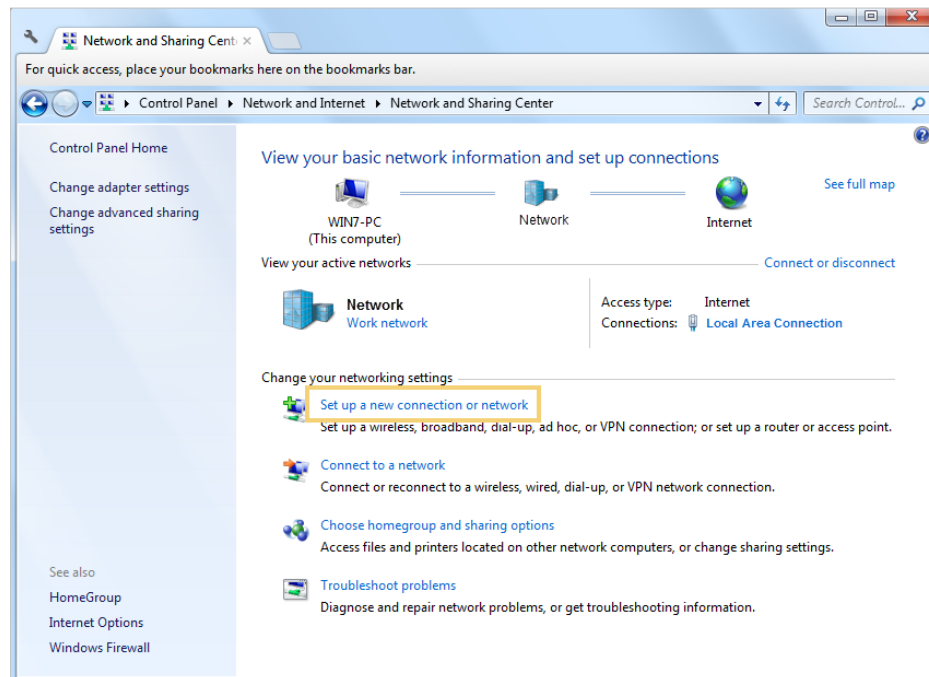 Network and Sharing Cent
For quick access, place your bookmarks here on the bookmarks bar.
Control Panel Network and Internet Network and Sharing Center
Search Control...
Control Panel Home
Change adapter settings
Change advanced sharing
settings
View your basic network information and set up connections
See full map
WIN7-PC
(This computer)
Network
Internet
View your active networks
Connect or disconnect
Network
Work network
Access type: Internet
Connections: Local Area Connection
Change your networking settings
Set up a new connection or network
Set up a wireless, broadband, dial-up, ad hoc, or VPN connection; or set up a router or access point.
Connect to a network
Connect or reconnect to a wireless, wired, dial-up, or VPN network connection.
Choose homegroup and sharing options
Access files and printers located on other network computers, or change sharing settings.
Troubleshoot problems
Diagnose and repair network problems, or get troubleshooting information.
See also
HomeGroup
Internet Options
Windows Firewall